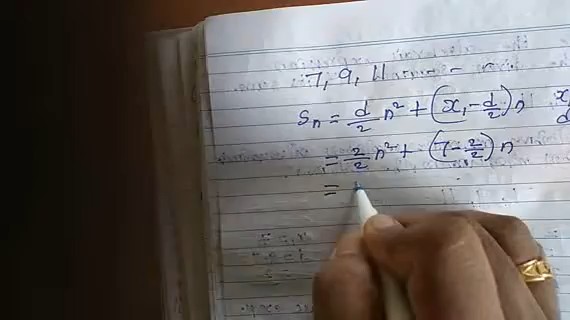 7, 9, 11 - - - -
Sₙ = d/2 n² + (x₁ - d/2) n
= 2/2 n² + (7 - 2/2) n
=